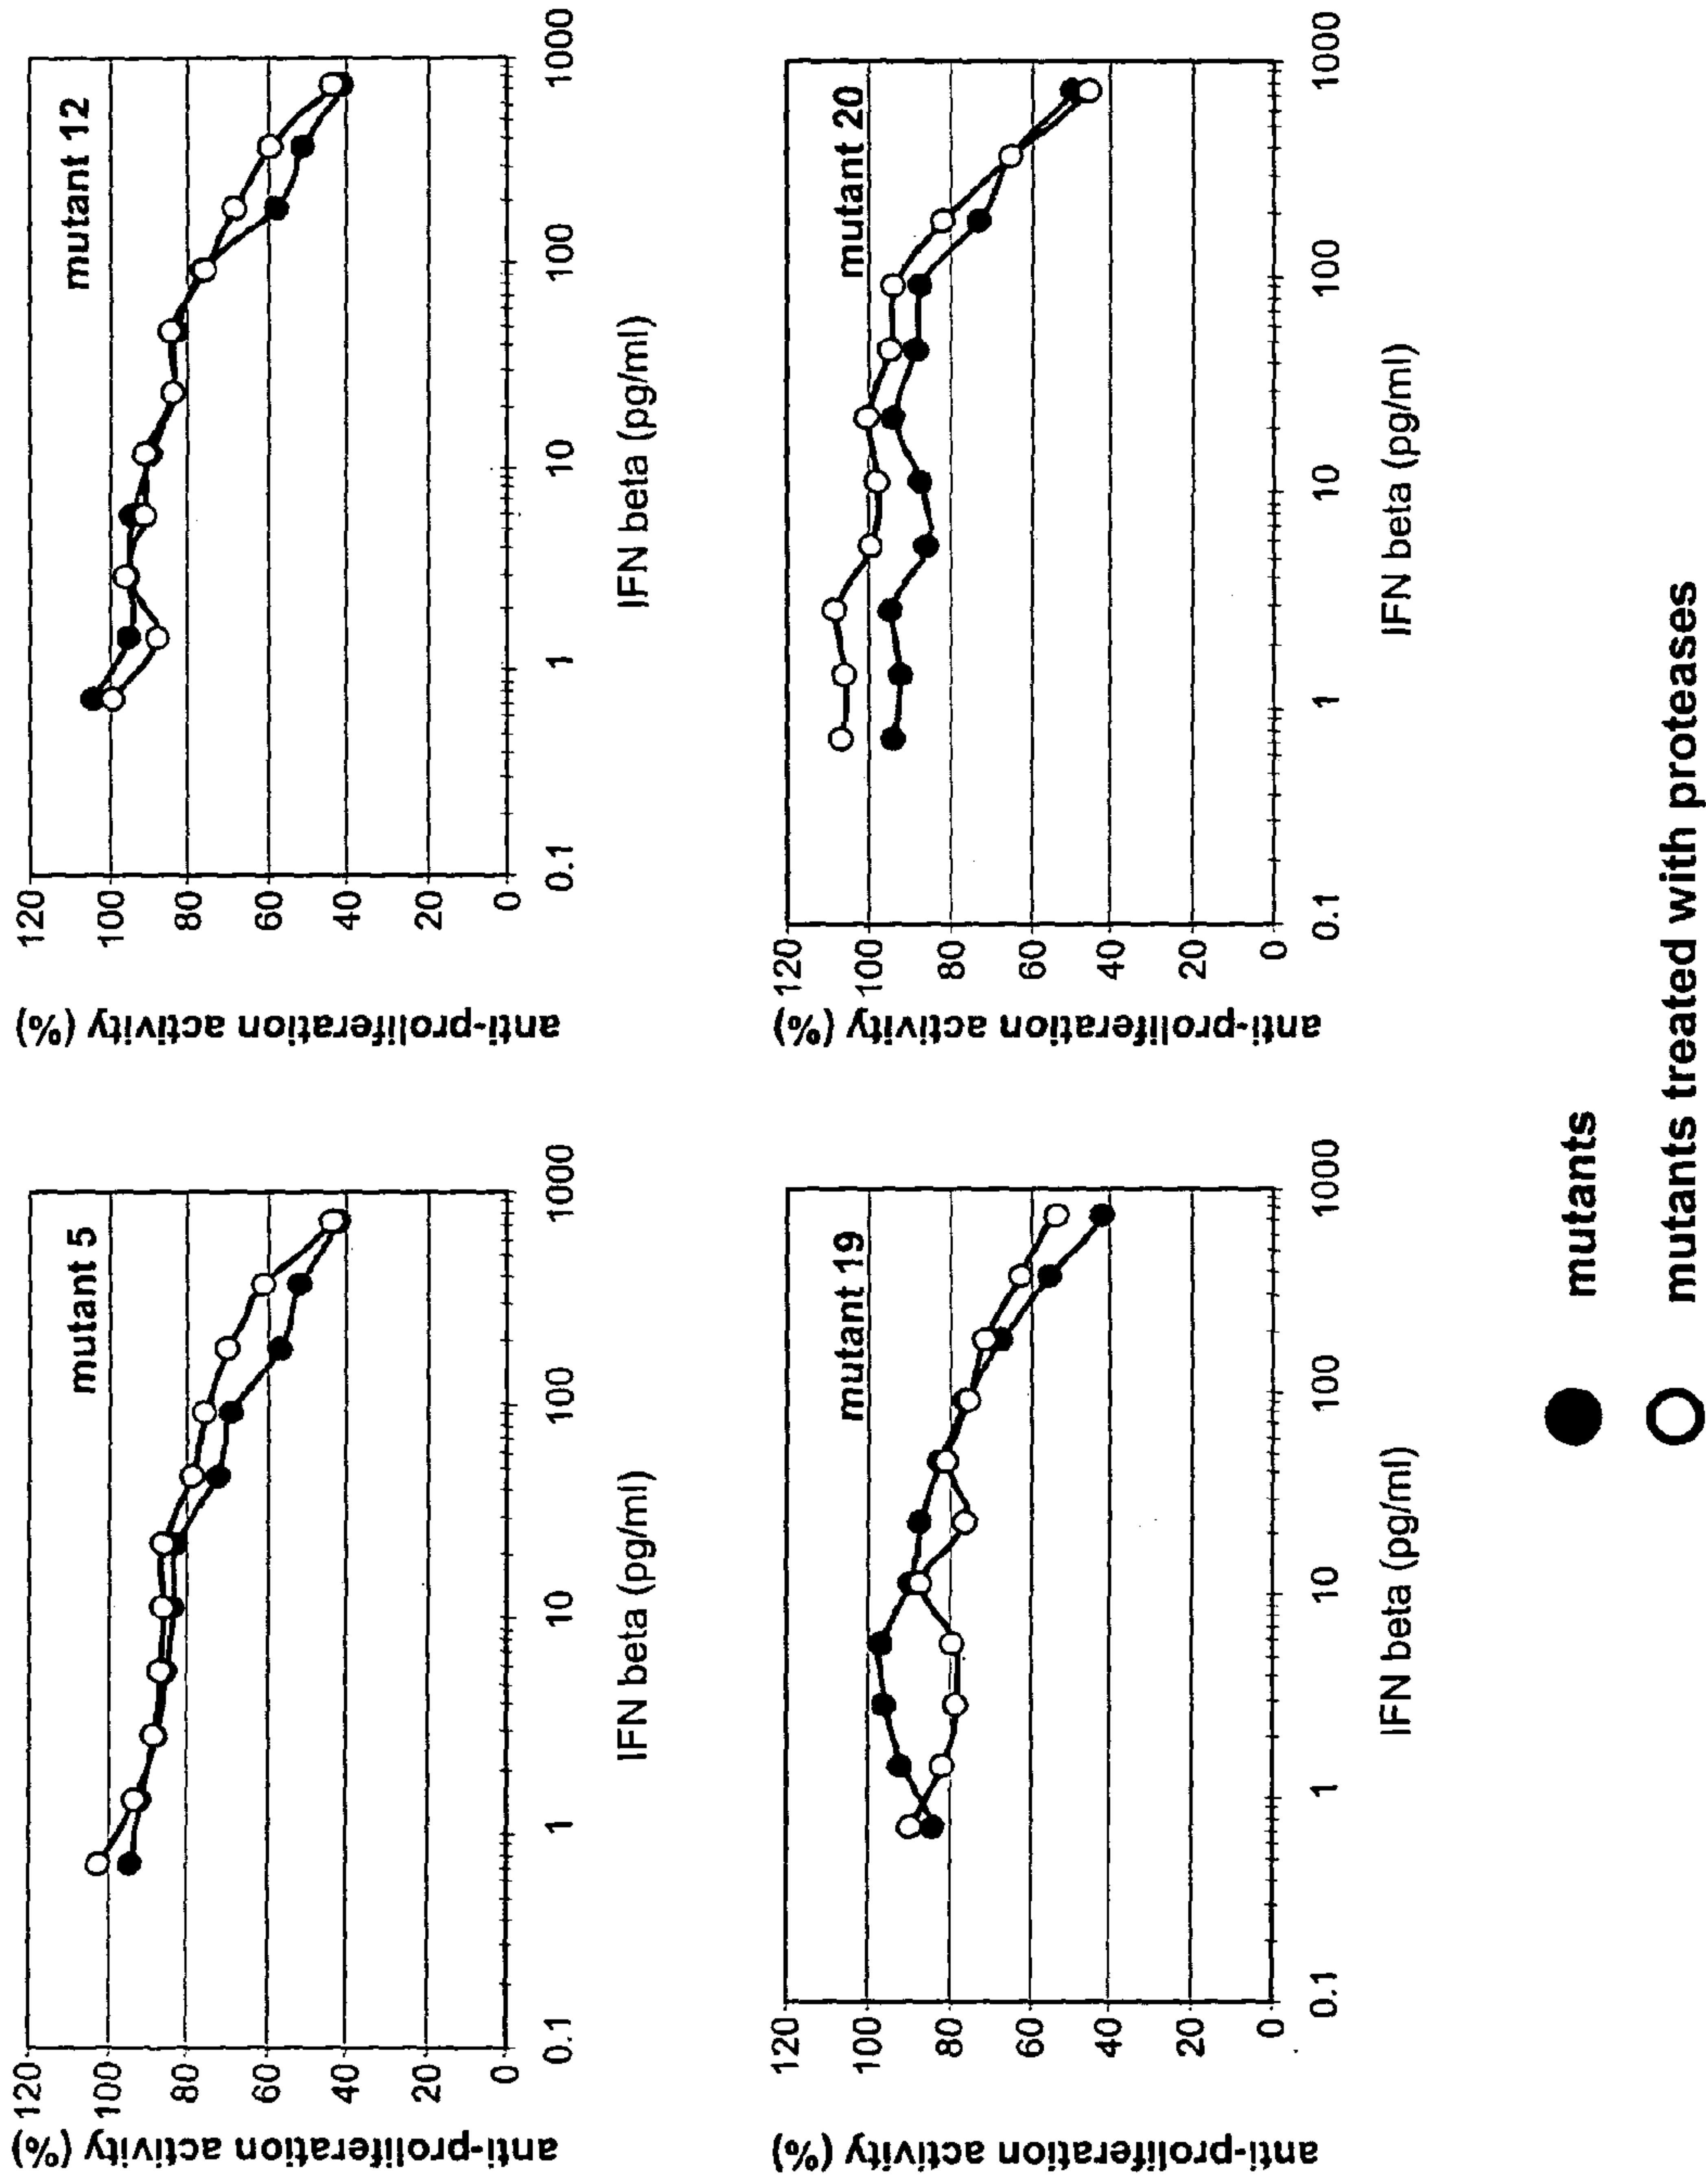 mutant 5
anti-proliferation activity (%)
120
100
80
60
40
20
0
0.1 1 10 100 1000
IFN beta (pg/ml)
mutant 12
anti-proliferation activity (%)
120
100
80
60
40
20
0
0.1 1 10 100 1000
IFN beta (pg/ml)
mutant 19
anti-proliferation activity (%)
120
100
80
60
40
20
0
0.1 1 10 100 1000
IFN beta (pg/ml)
mutant 20
anti-proliferation activity (%)
120
100
80
60
40
20
0
0.1 1 10 100 1000
IFN beta (pg/ml)
mutants
mutants treated with proteases